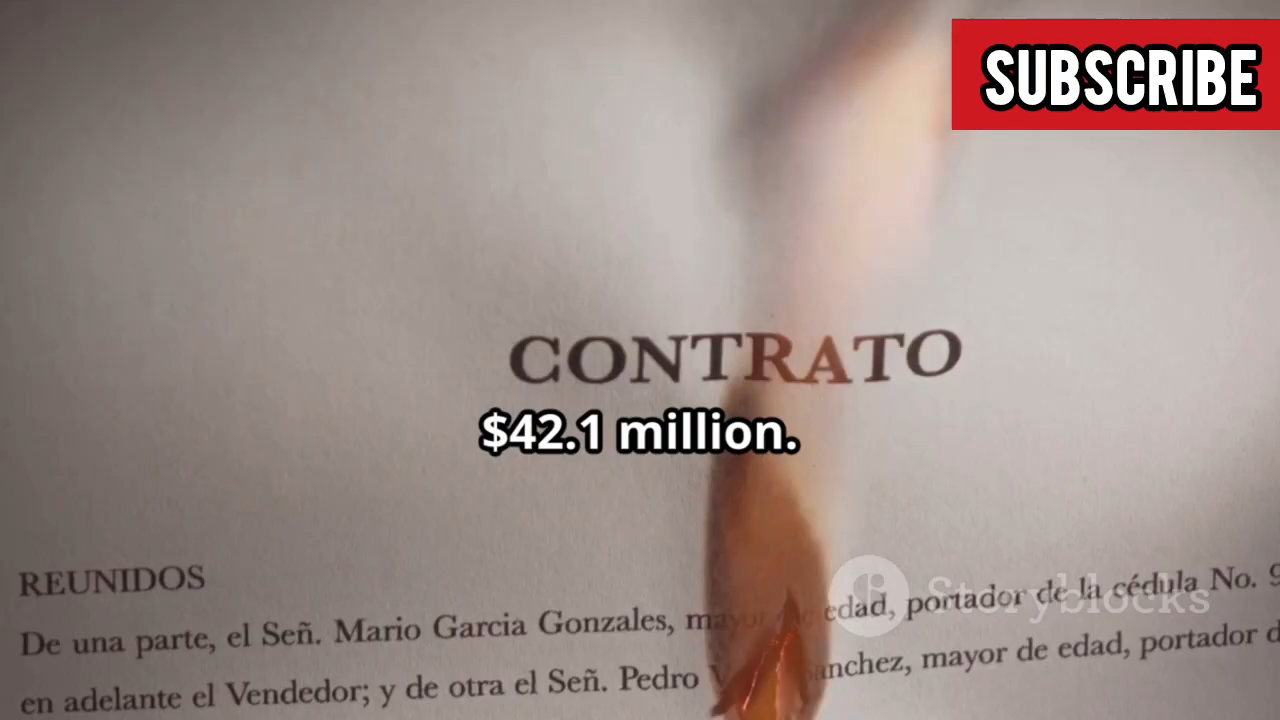 SUBSCRIBE
CONTRATO
$42.1 million.
REUNIDOS
Storyblocks
De una parte, el Señ. Mario Garcia Gonzales, mayor de edad, portador de la cédula No. 9
en adelante el Vendedor; y de otra el Señ. Pedro mayor de edad, portador d